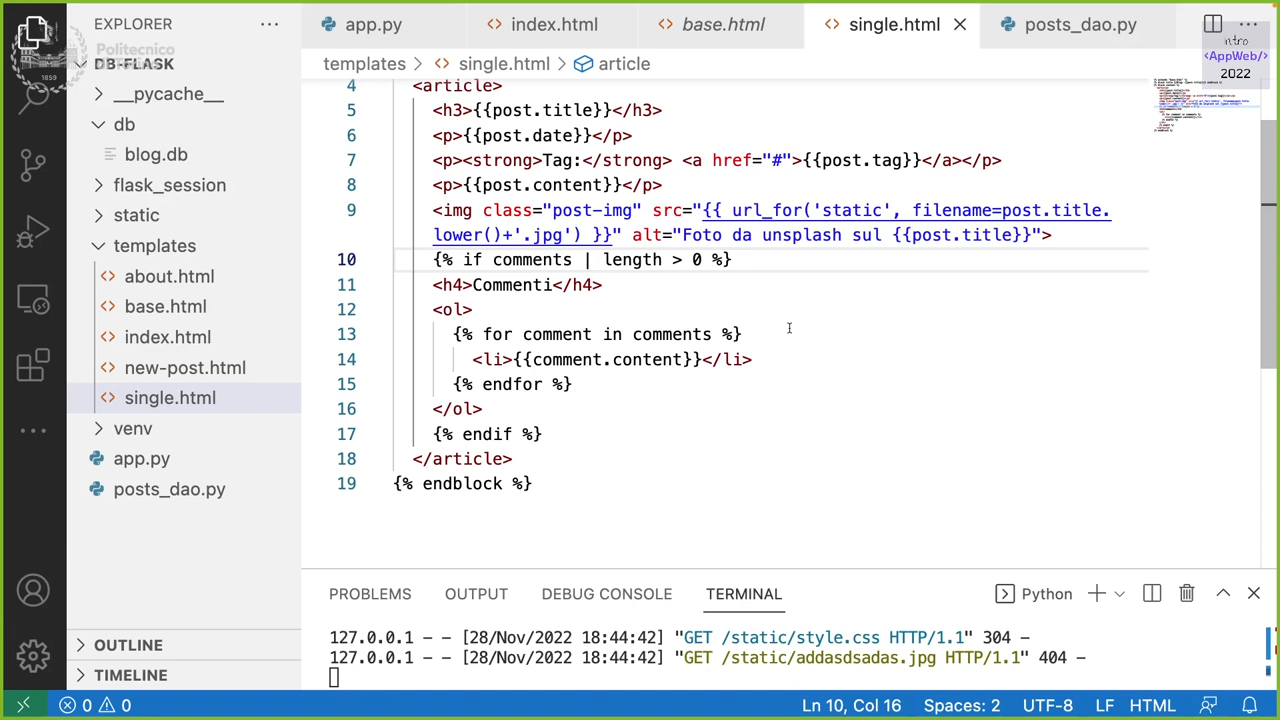 EXPLORER
app.py
index.html
base.html
single.html
posts_dao.py
Politecnico
1859
ntro
<AppWeb/>
2022
DB-FLASK
templates > single.html > article
__pycache__
db
blog.db
flask_session
static
templates
about.html
base.html
index.html
new-post.html
single.html
venv
app.py
posts_dao.py
OUTLINE
TIMELINE
4 <article>
5 <h3>{{post.title}}</h3>
6 <p>{{post.date}}</p>
7 <p><strong>Tag:</strong> <a href="#">{{post.tag}}</a></p>
8 <p>{{post.content}}</p>
9 <img class="post-img" src="{{ url_for('static', filename=post.title.
lower()+'.jpg') }}" alt="Foto da unsplash sul {{post.title}}">
10 {% if comments | length > 0 %}
11 <h4>Commenti</h4>
12 <ol>
13 {% for comment in comments %}
14 <li>{{comment.content}}</li>
15 {% endfor %}
16 </ol>
17 {% endif %}
18 </article>
19 {% endblock %}
PROBLEMS OUTPUT DEBUG CONSOLE TERMINAL Python
127.0.0.1 - - [28/Nov/2022 18:44:42] "GET /static/style.css HTTP/1.1" 304 -
127.0.0.1 - - [28/Nov/2022 18:44:42] "GET /static/addasdsadas.jpg HTTP/1.1" 404 -
0 0 Ln 10, Col 16 Spaces: 2 UTF-8 LF HTML